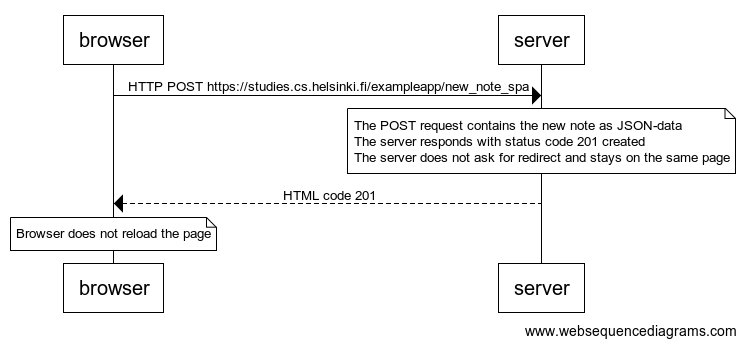 browser
server
HTTP POST https://studies.cs.helsinki.fi/exampleapp/new_note_spa
The POST request contains the new note as JSON-data
The server responds with status code 201 created
The server does not ask for redirect and stays on the same page
HTML code 201
Browser does not reload the page
browser
server
www.websequencediagrams.com